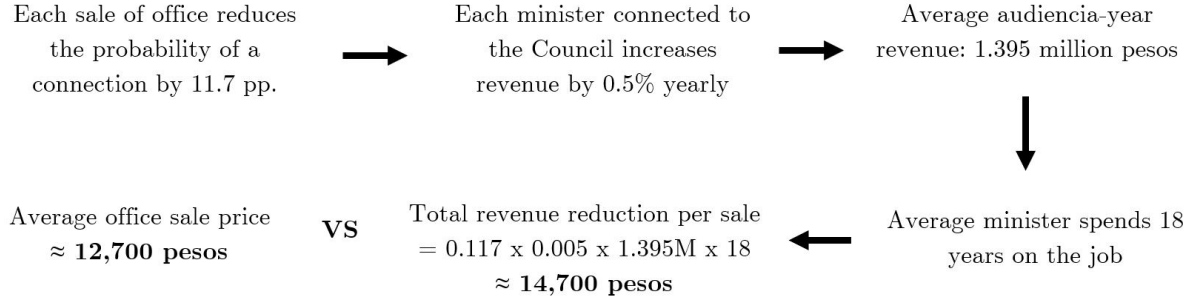 Each sale of office reduces
the probability of a
connection by 11.7 pp.
Each minister connected to
the Council increases
revenue by 0.5% yearly
Average audiencia-year
revenue: 1.395 million pesos
Average minister spends 18
years on the job
Total revenue reduction per sale
= 0.117 x 0.005 x 1.395M x 18
≈ 14,700 pesos
VS
Average office sale price
≈ 12,700 pesos